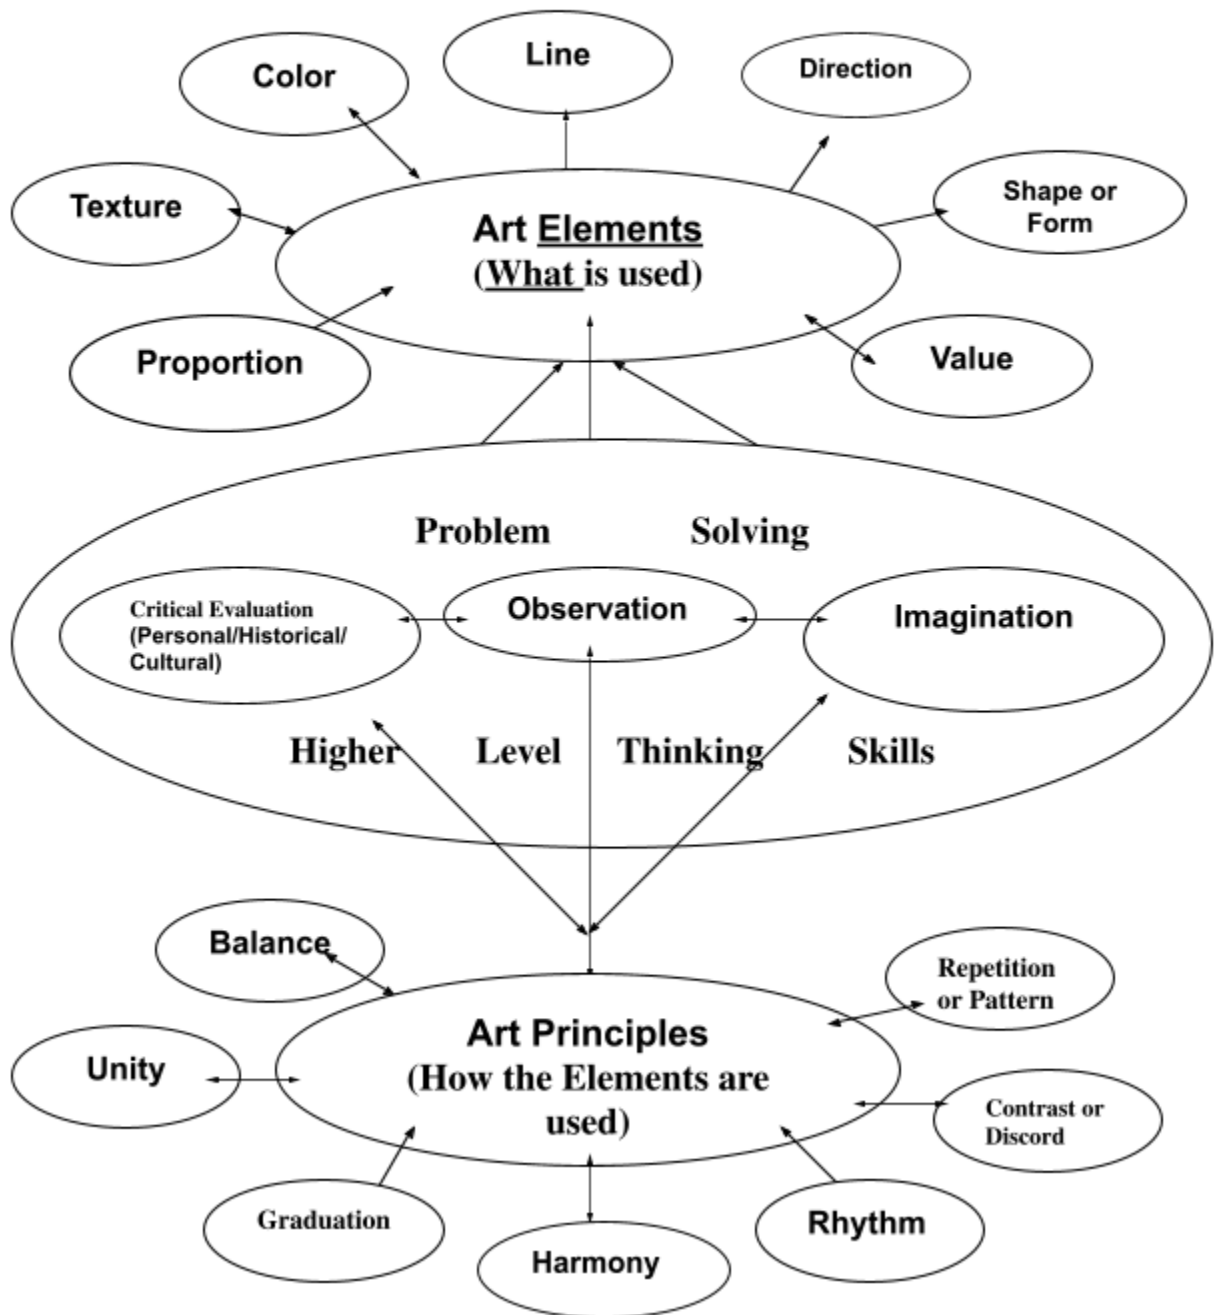 Line
Color
Direction
Texture
Shape or
Form
Art Elements
(What is used)
Proportion
Value
Problem Solving
Critical Evaluation
(Personal/Historical/
Cultural)
Observation
Imagination
Higher Level Thinking Skills
Balance
Repetition
or Pattern
Art Principles
(How the Elements are
used)
Unity
Contrast or
Discord
Graduation
Rhythm
Harmony